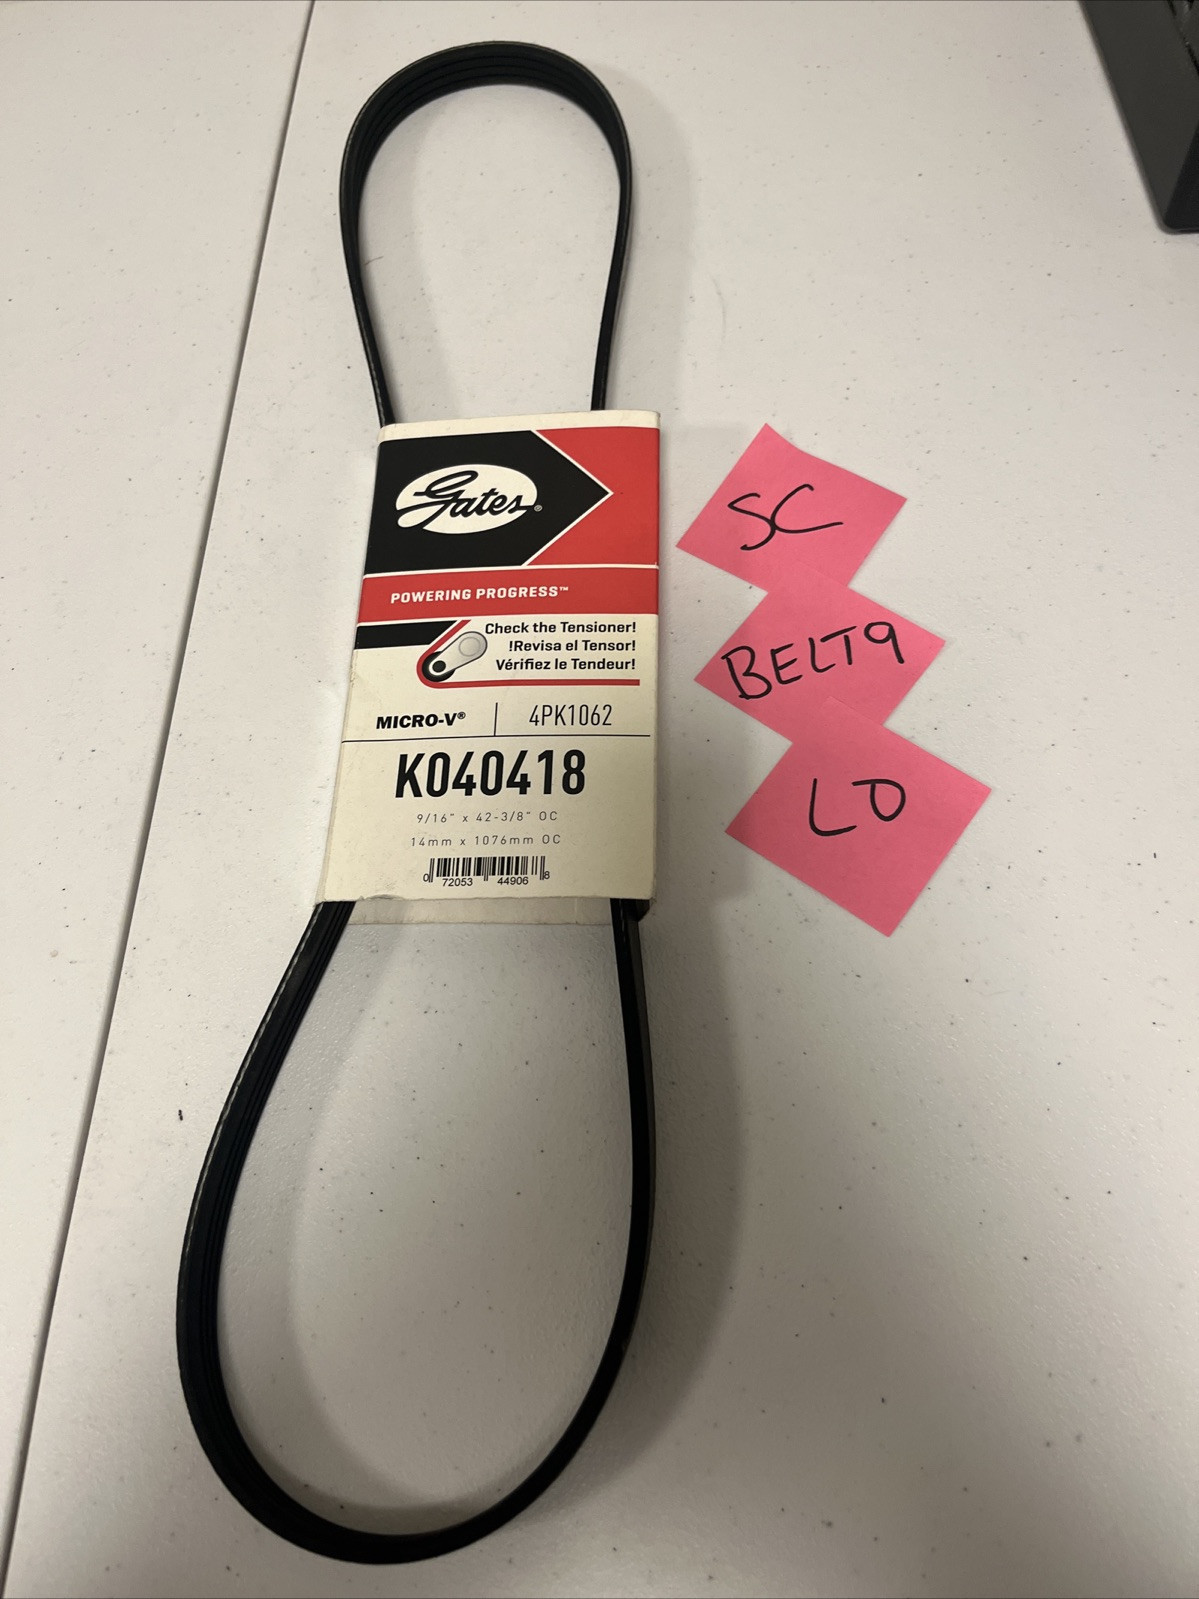 Gates®
POWERING PROGRESS™
Check the Tensioner!
!Revisa el Tensor!
Vérifiez le Tendeur!
MICRO-V® | 4PK1062
K040418
9/16" x 42-3/8" OC
14mm x 1076mm OC
0 72053 44906 8
SC
BELT9
LO